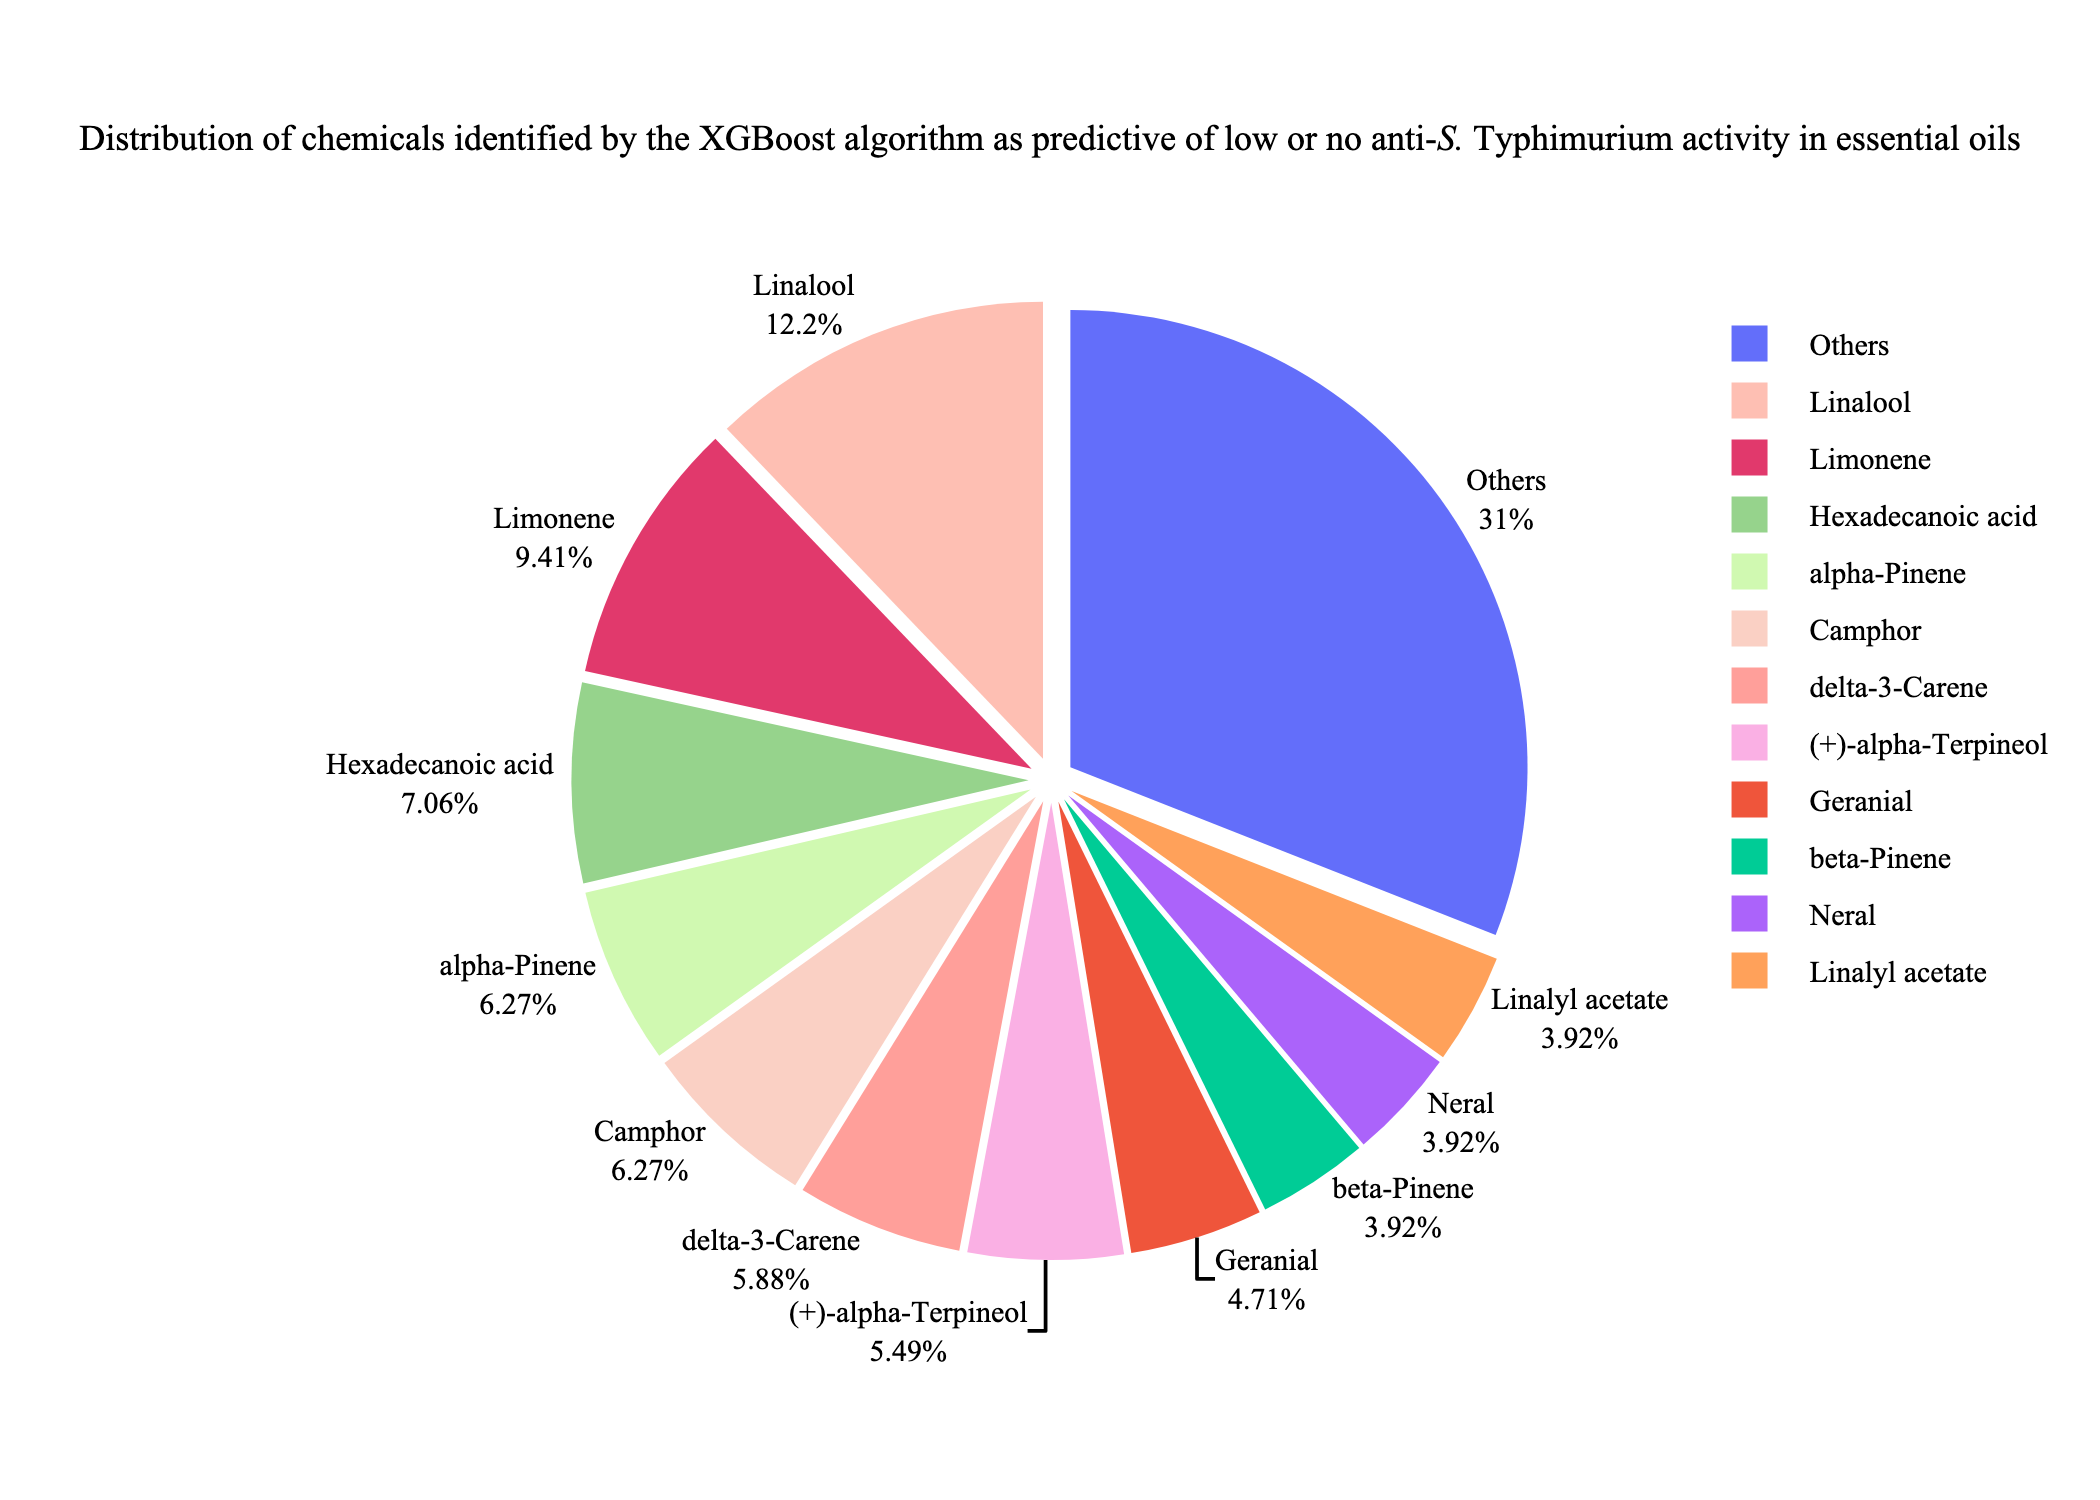 Distribution of chemicals identified by the XGBoost algorithm as predictive of low or no anti-S. Typhimurium activity in essential oils
Linalool
12.2%
Limonene
9.41%
Hexadecanoic acid
7.06%
alpha-Pinene
6.27%
Camphor
6.27%
delta-3-Carene
5.88%
(+)-alpha-Terpineol
5.49%
Geranial
4.71%
beta-Pinene
3.92%
Neral
3.92%
Linalyl acetate
3.92%
Others
31%
Others
Linalool
Limonene
Hexadecanoic acid
alpha-Pinene
Camphor
delta-3-Carene
(+)-alpha-Terpineol
Geranial
beta-Pinene
Neral
Linalyl acetate